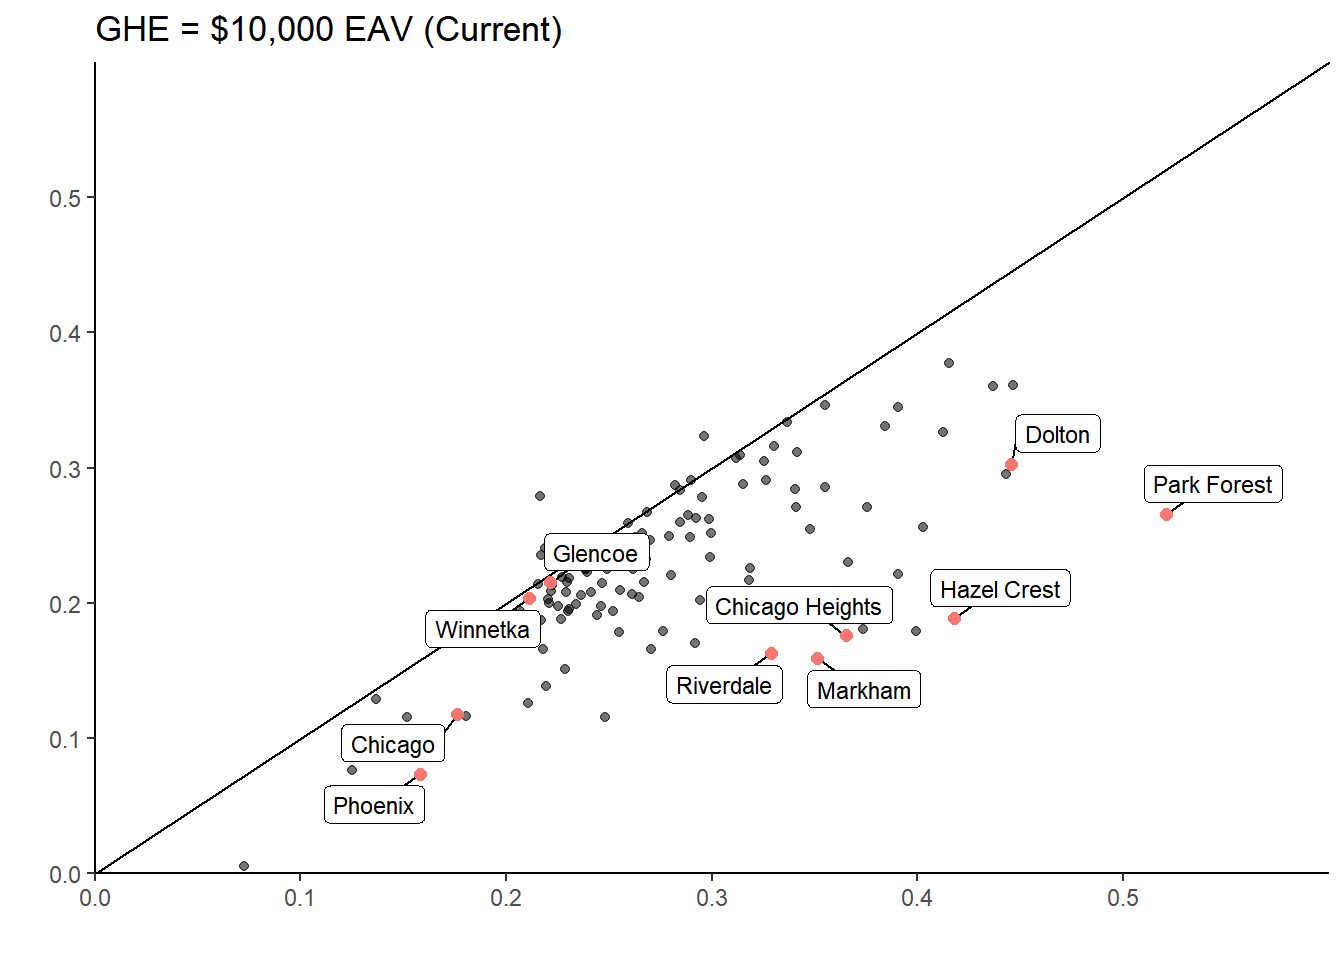 GHE = $10,000 EAV (Current)
0.5
0.4
0.3
0.2
0.1
0.0
Dolton
Park Forest
Glencoe
Hazel Crest
Chicago Heights
Winnetka
Riverdale
Markham
Chicago
Phoenix
0.0 0.1 0.2 0.3 0.4 0.5